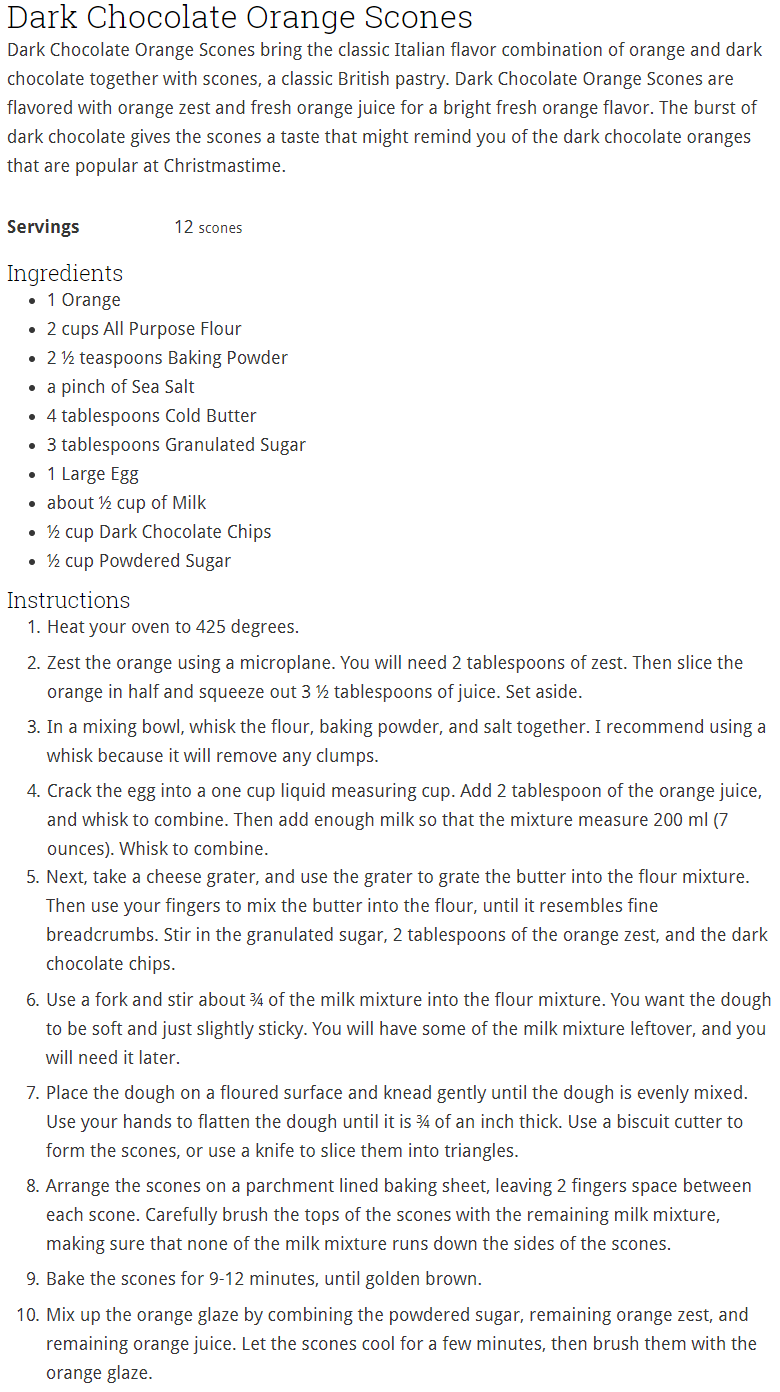 Dark Chocolate Orange Scones
Dark Chocolate Orange Scones bring the classic Italian flavor combination of orange and dark
chocolate together with scones, a classic British pastry. Dark Chocolate Orange Scones are
flavored with orange zest and fresh orange juice for a bright fresh orange flavor. The burst of
dark chocolate gives the scones a taste that might remind you of the dark chocolate oranges
that are popular at Christmastime.
Servings 12 scones
Ingredients
• 1 Orange
• 2 cups All Purpose Flour
• 2 ½ teaspoons Baking Powder
• a pinch of Sea Salt
• 4 tablespoons Cold Butter
• 3 tablespoons Granulated Sugar
• 1 Large Egg
• about ½ cup of Milk
• ½ cup Dark Chocolate Chips
• ½ cup Powdered Sugar
Instructions
1. Heat your oven to 425 degrees.
2. Zest the orange using a microplane. You will need 2 tablespoons of zest. Then slice the
orange in half and squeeze out 3 ½ tablespoons of juice. Set aside.
3. In a mixing bowl, whisk the flour, baking powder, and salt together. I recommend using a
whisk because it will remove any clumps.
4. Crack the egg into a one cup liquid measuring cup. Add 2 tablespoon of the orange juice,
and whisk to combine. Then add enough milk so that the mixture measure 200 ml (7
ounces). Whisk to combine.
5. Next, take a cheese grater, and use the grater to grate the butter into the flour mixture.
Then use your fingers to mix the butter into the flour, until it resembles fine
breadcrumbs. Stir in the granulated sugar, 2 tablespoons of the orange zest, and the dark
chocolate chips.
6. Use a fork and stir about ¾ of the milk mixture into the flour mixture. You want the dough
to be soft and just slightly sticky. You will have some of the milk mixture leftover, and you
will need it later.
7. Place the dough on a floured surface and knead gently until the dough is evenly mixed.
Use your hands to flatten the dough until it is ¾ of an inch thick. Use a biscuit cutter to
form the scones, or use a knife to slice them into triangles.
8. Arrange the scones on a parchment lined baking sheet, leaving 2 fingers space between
each scone. Carefully brush the tops of the scones with the remaining milk mixture,
making sure that none of the milk mixture runs down the sides of the scones.
9. Bake the scones for 9-12 minutes, until golden brown.
10. Mix up the orange glaze by combining the powdered sugar, remaining orange zest, and
remaining orange juice. Let the scones cool for a few minutes, then brush them with the
orange glaze.